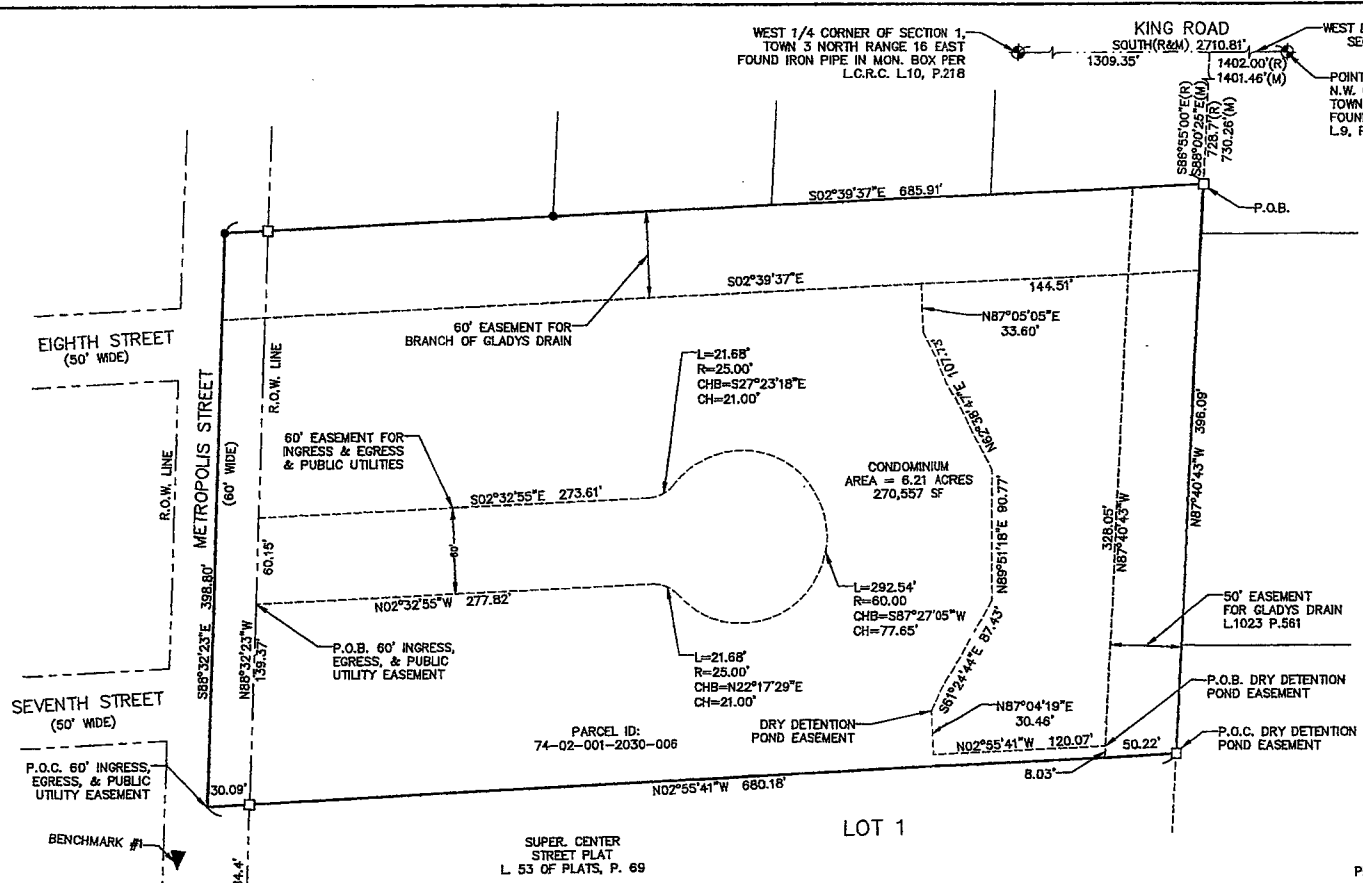 WEST 1/4 CORNER OF SECTION 1,
TOWN 3 NORTH RANGE 16 EAST
FOUND IRON PIPE IN MON. BOX PER
L.C.R.C. L.10, P.218
KING ROAD
SOUTH(R&M) 2710.81'
1309.35'
1402.00'(R)
1401.46'(M)
WEST
POINT
N.W.
TOWN
FOUN
L.9,
S86°55'00"E(R)
S88°00'25"E(M)
728.7'(R)
730.26'(M)
P.O.B.
S02°39'37"E 685.91'
S02°39'37"E
144.51'
60' EASEMENT FOR
BRANCH OF GLADYS DRAIN
N87°05'05"E
33.60'
N62°38'47"E 107.73'
EIGHTH STREET
(50' WIDE)
R.O.W. LINE
METROPOLIS STREET
(60' WIDE)
R.O.W. LINE
L=21.68'
R=25.00'
CHB=S27°23'18"E
CH=21.00'
60' EASEMENT FOR
INGRESS & EGRESS
& PUBLIC UTILITIES
CONDOMINIUM
AREA = 6.21 ACRES
270,557 SF
N87°40'43"W 396.09'
S02°32'55"E 273.61'
60.15'
60'
N89°51'18"E 90.77'
328.05'
N87°40'43"W
N02°32'55"W 277.82'
L=292.54'
R=60.00
CHB=S87°27'05"W
CH=77.65'
50' EASEMENT
FOR GLADYS DRAIN
L.1023 P.561
S88°32'23"E 398.80'
N88°32'23"W
139.37'
P.O.B. 60' INGRESS,
EGRESS, & PUBLIC
UTILITY EASEMENT
L=21.68'
R=25.00'
CHB=N22°17'29"E
CH=21.00'
S61°24'44"E 87.43'
P.O.B. DRY DETENTION
POND EASEMENT
SEVENTH STREET
(50' WIDE)
N87°04'19"E
30.46'
DRY DETENTION
POND EASEMENT
PARCEL ID:
74-02-001-2030-006
N02°55'41"W 120.07'
50.22'
P.O.C. DRY DETENTION
POND EASEMENT
P.O.C. 60' INGRESS,
EGRESS, & PUBLIC
UTILITY EASEMENT
30.09'
8.03'
N02°55'41"W 680.18'
BENCHMARK #1
SUPER. CENTER
STREET PLAT
L. 53 OF PLATS, P. 69
LOT 1
4.4'
P